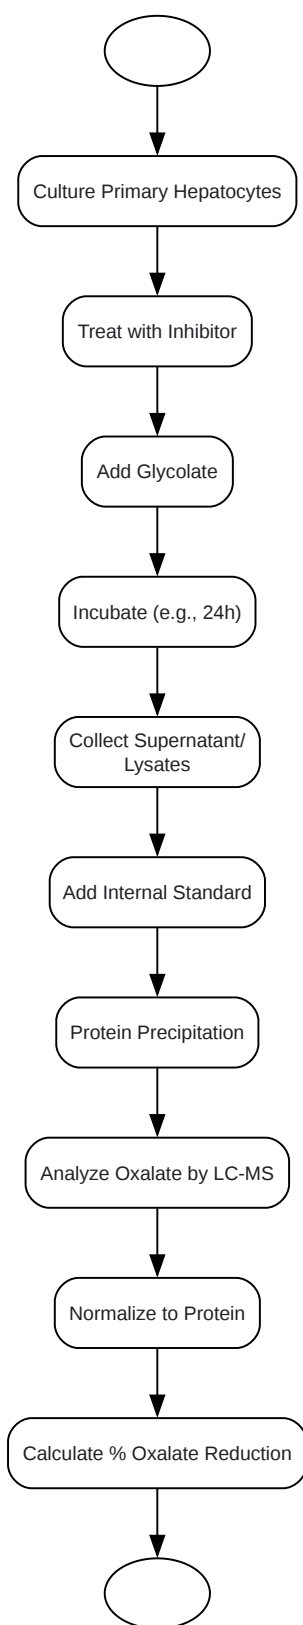 Culture Primary Hepatocytes
Treat with Inhibitor
Add Glycolate
Incubate (e.g., 24h)
Collect Supernatant/
Lysates
Add Internal Standard
Protein Precipitation
Analyze Oxalate by LC-MS
Normalize to Protein
Calculate % Oxalate Reduction